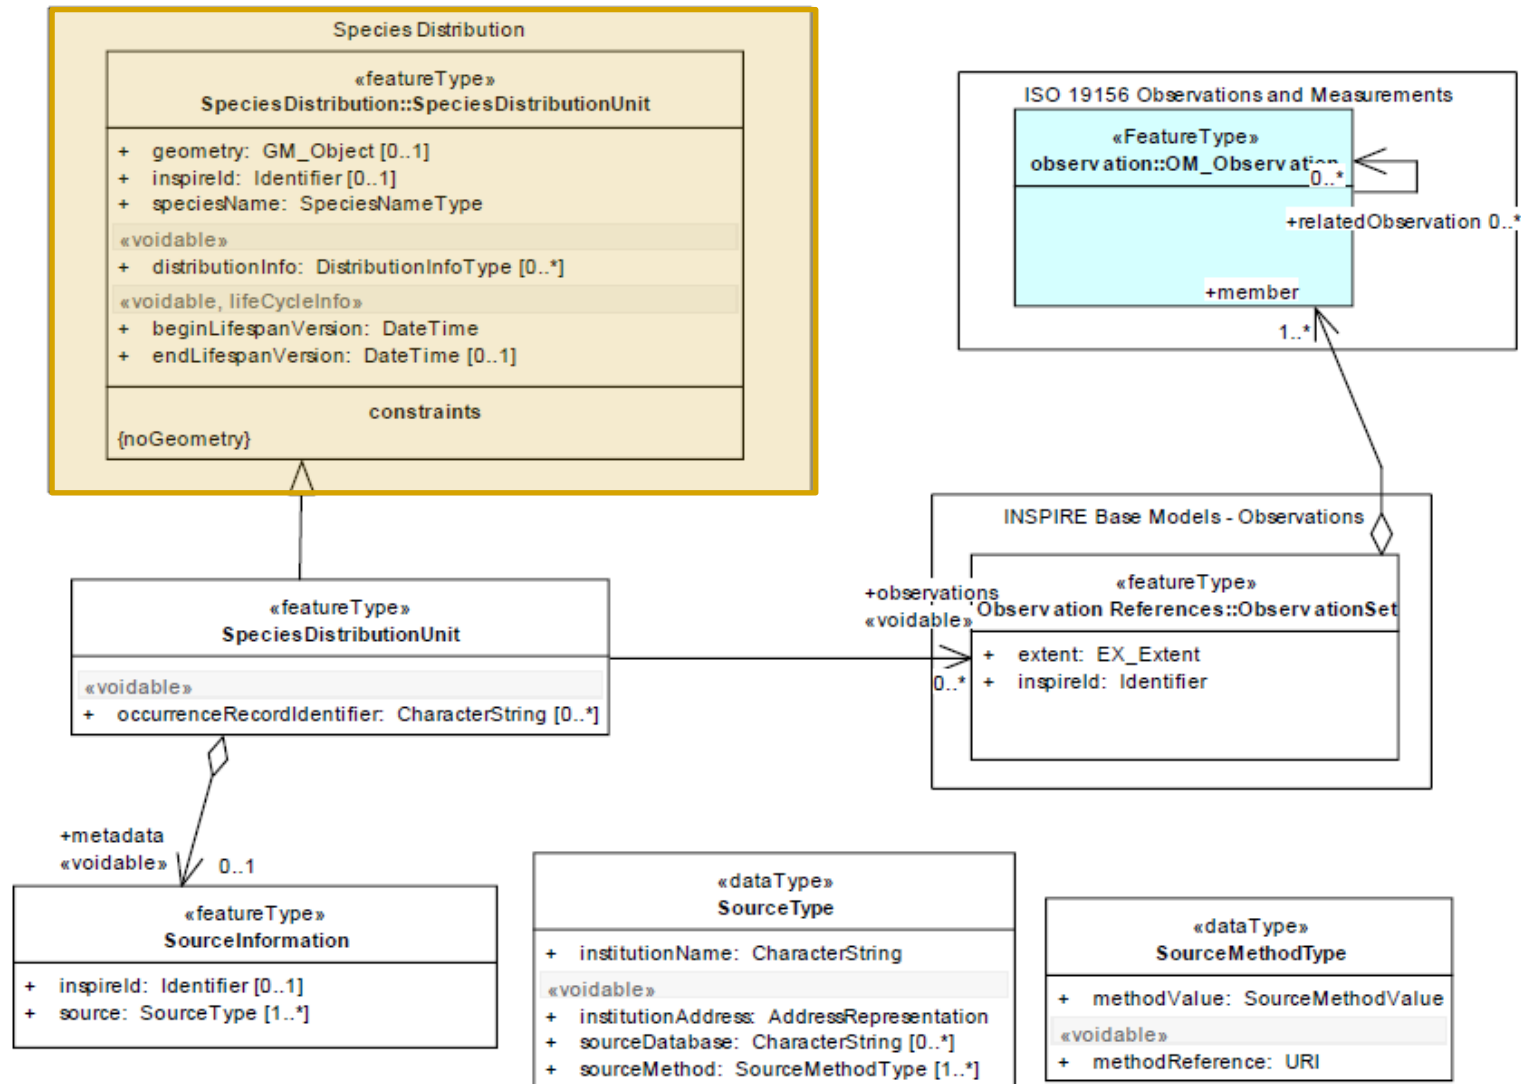 Species Distribution
«featureType»
SpeciesDistribution::SpeciesDistributionUnit
+ geometry: GM_Object [0..1]
+ inspireId: Identifier [0..1]
+ speciesName: SpeciesNameType
«voidable»
+ distributionInfo: DistributionInfoType [0..*]
«voidable, lifeCycleInfo»
+ beginLifespanVersion: DateTime
+ endLifespanVersion: DateTime [0..1]
constraints
{noGeometry}
ISO 19156 Observations and Measurements
«FeatureType»
observation::OM_Observation
0..*
+relatedObservation 0..*
+member
1..*
INSPIRE Base Models - Observations
«featureType»
Observation References::ObservationSet
+ extent: EX_Extent
+ inspireId: Identifier
+observations
«voidable»
0..*
«featureType»
SpeciesDistributionUnit
«voidable»
+ occurrenceRecordIdentifier: CharacterString [0..*]
+metadata
«voidable»
0..1
«featureType»
SourceInformation
+ inspireId: Identifier [0..1]
+ source: SourceType [1..*]
«dataType»
SourceType
+ institutionName: CharacterString
«voidable»
+ institutionAddress: AddressRepresentation
+ sourceDatabase: CharacterString [0..*]
+ sourceMethod: SourceMethodType [1..*]
«dataType»
SourceMethodType
+ methodValue: SourceMethodValue
«voidable»
+ methodReference: URI